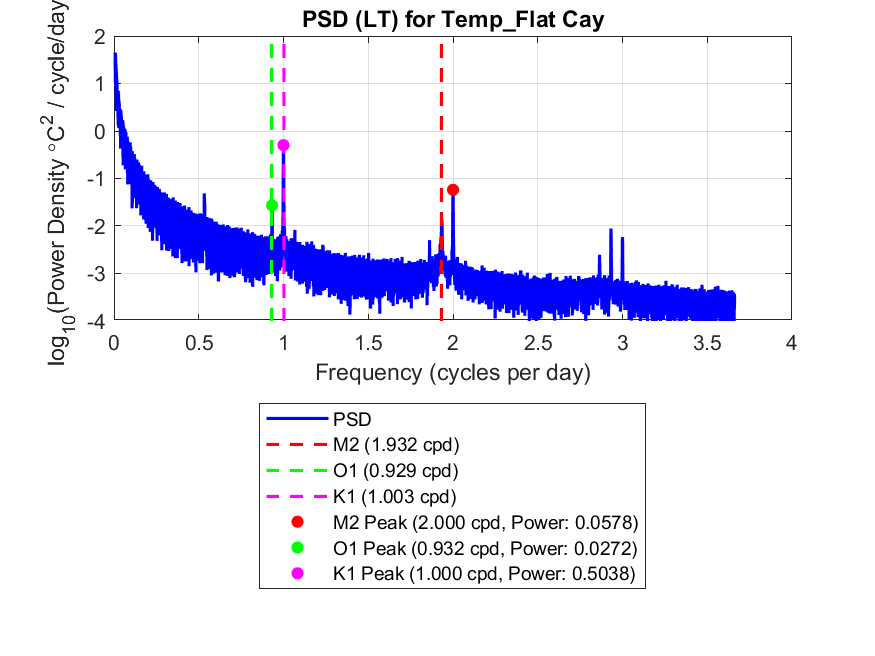 PSD (LT) for Temp_Flat Cay
log10(Power Density °C2 / cycle/day
2
1
0
-1
-2
-3
-4
0 0.5 1 1.5 2 2.5 3 3.5 4
Frequency (cycles per day)
PSD
M2 (1.932 cpd)
O1 (0.929 cpd)
K1 (1.003 cpd)
M2 Peak (2.000 cpd, Power: 0.0578)
O1 Peak (0.932 cpd, Power: 0.0272)
K1 Peak (1.000 cpd, Power: 0.5038)